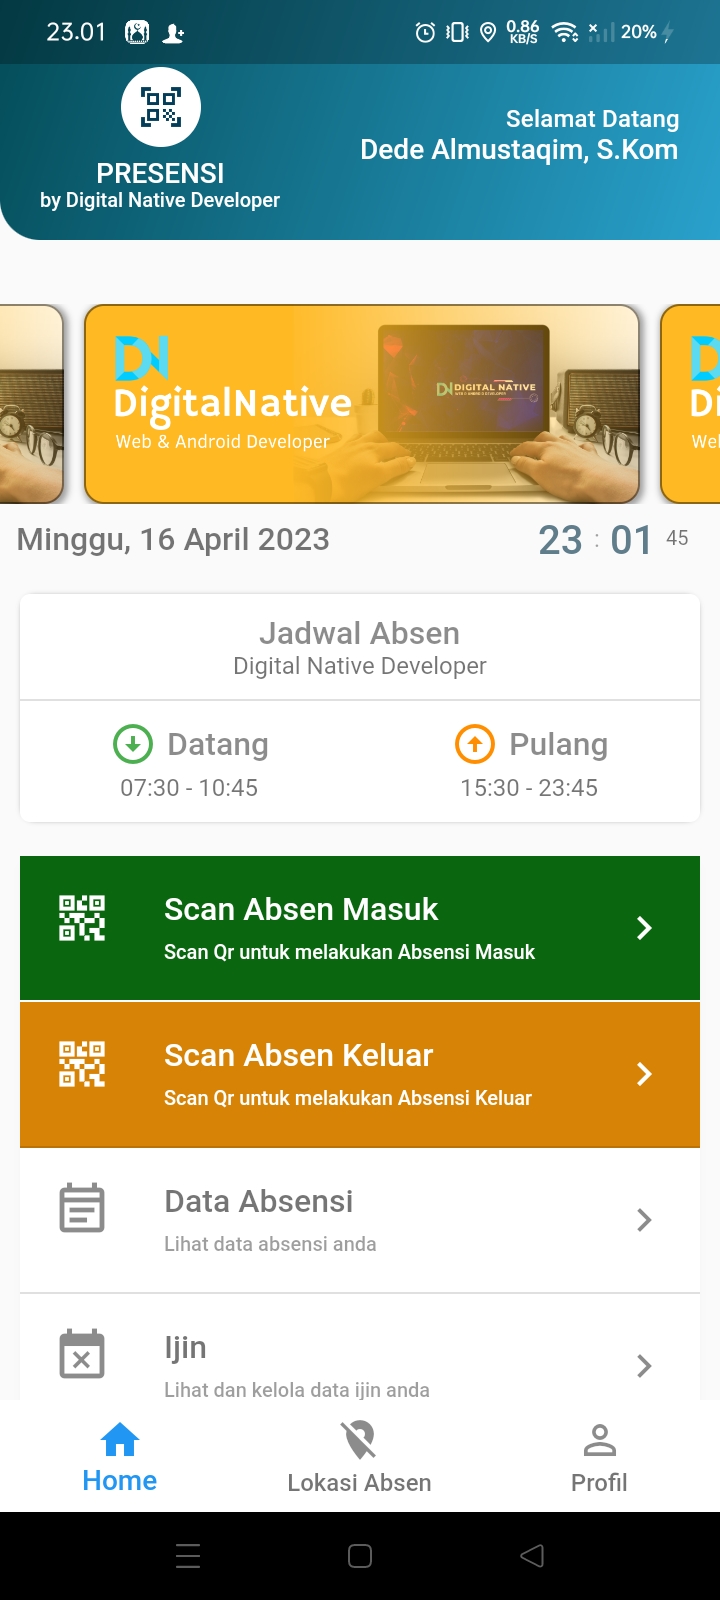 23.01
0.86
KB/S
20%
PRESENSI
by Digital Native Developer
Selamat Datang
Dede Almustaqim, S.Kom
DN
DigitalNative
Web & Android Developer
DN DIGITAL NATIVE
Minggu, 16 April 2023
23 : 01 45
Jadwal Absen
Digital Native Developer
Datang
07:30 - 10:45
Pulang
15:30 - 23:45
Scan Absen Masuk
Scan Qr untuk melakukan Absensi Masuk
Scan Absen Keluar
Scan Qr untuk melakukan Absensi Keluar
Data Absensi
Lihat data absensi anda
Ijin
Lihat dan kelola data ijin anda
Home
Lokasi Absen
Profil